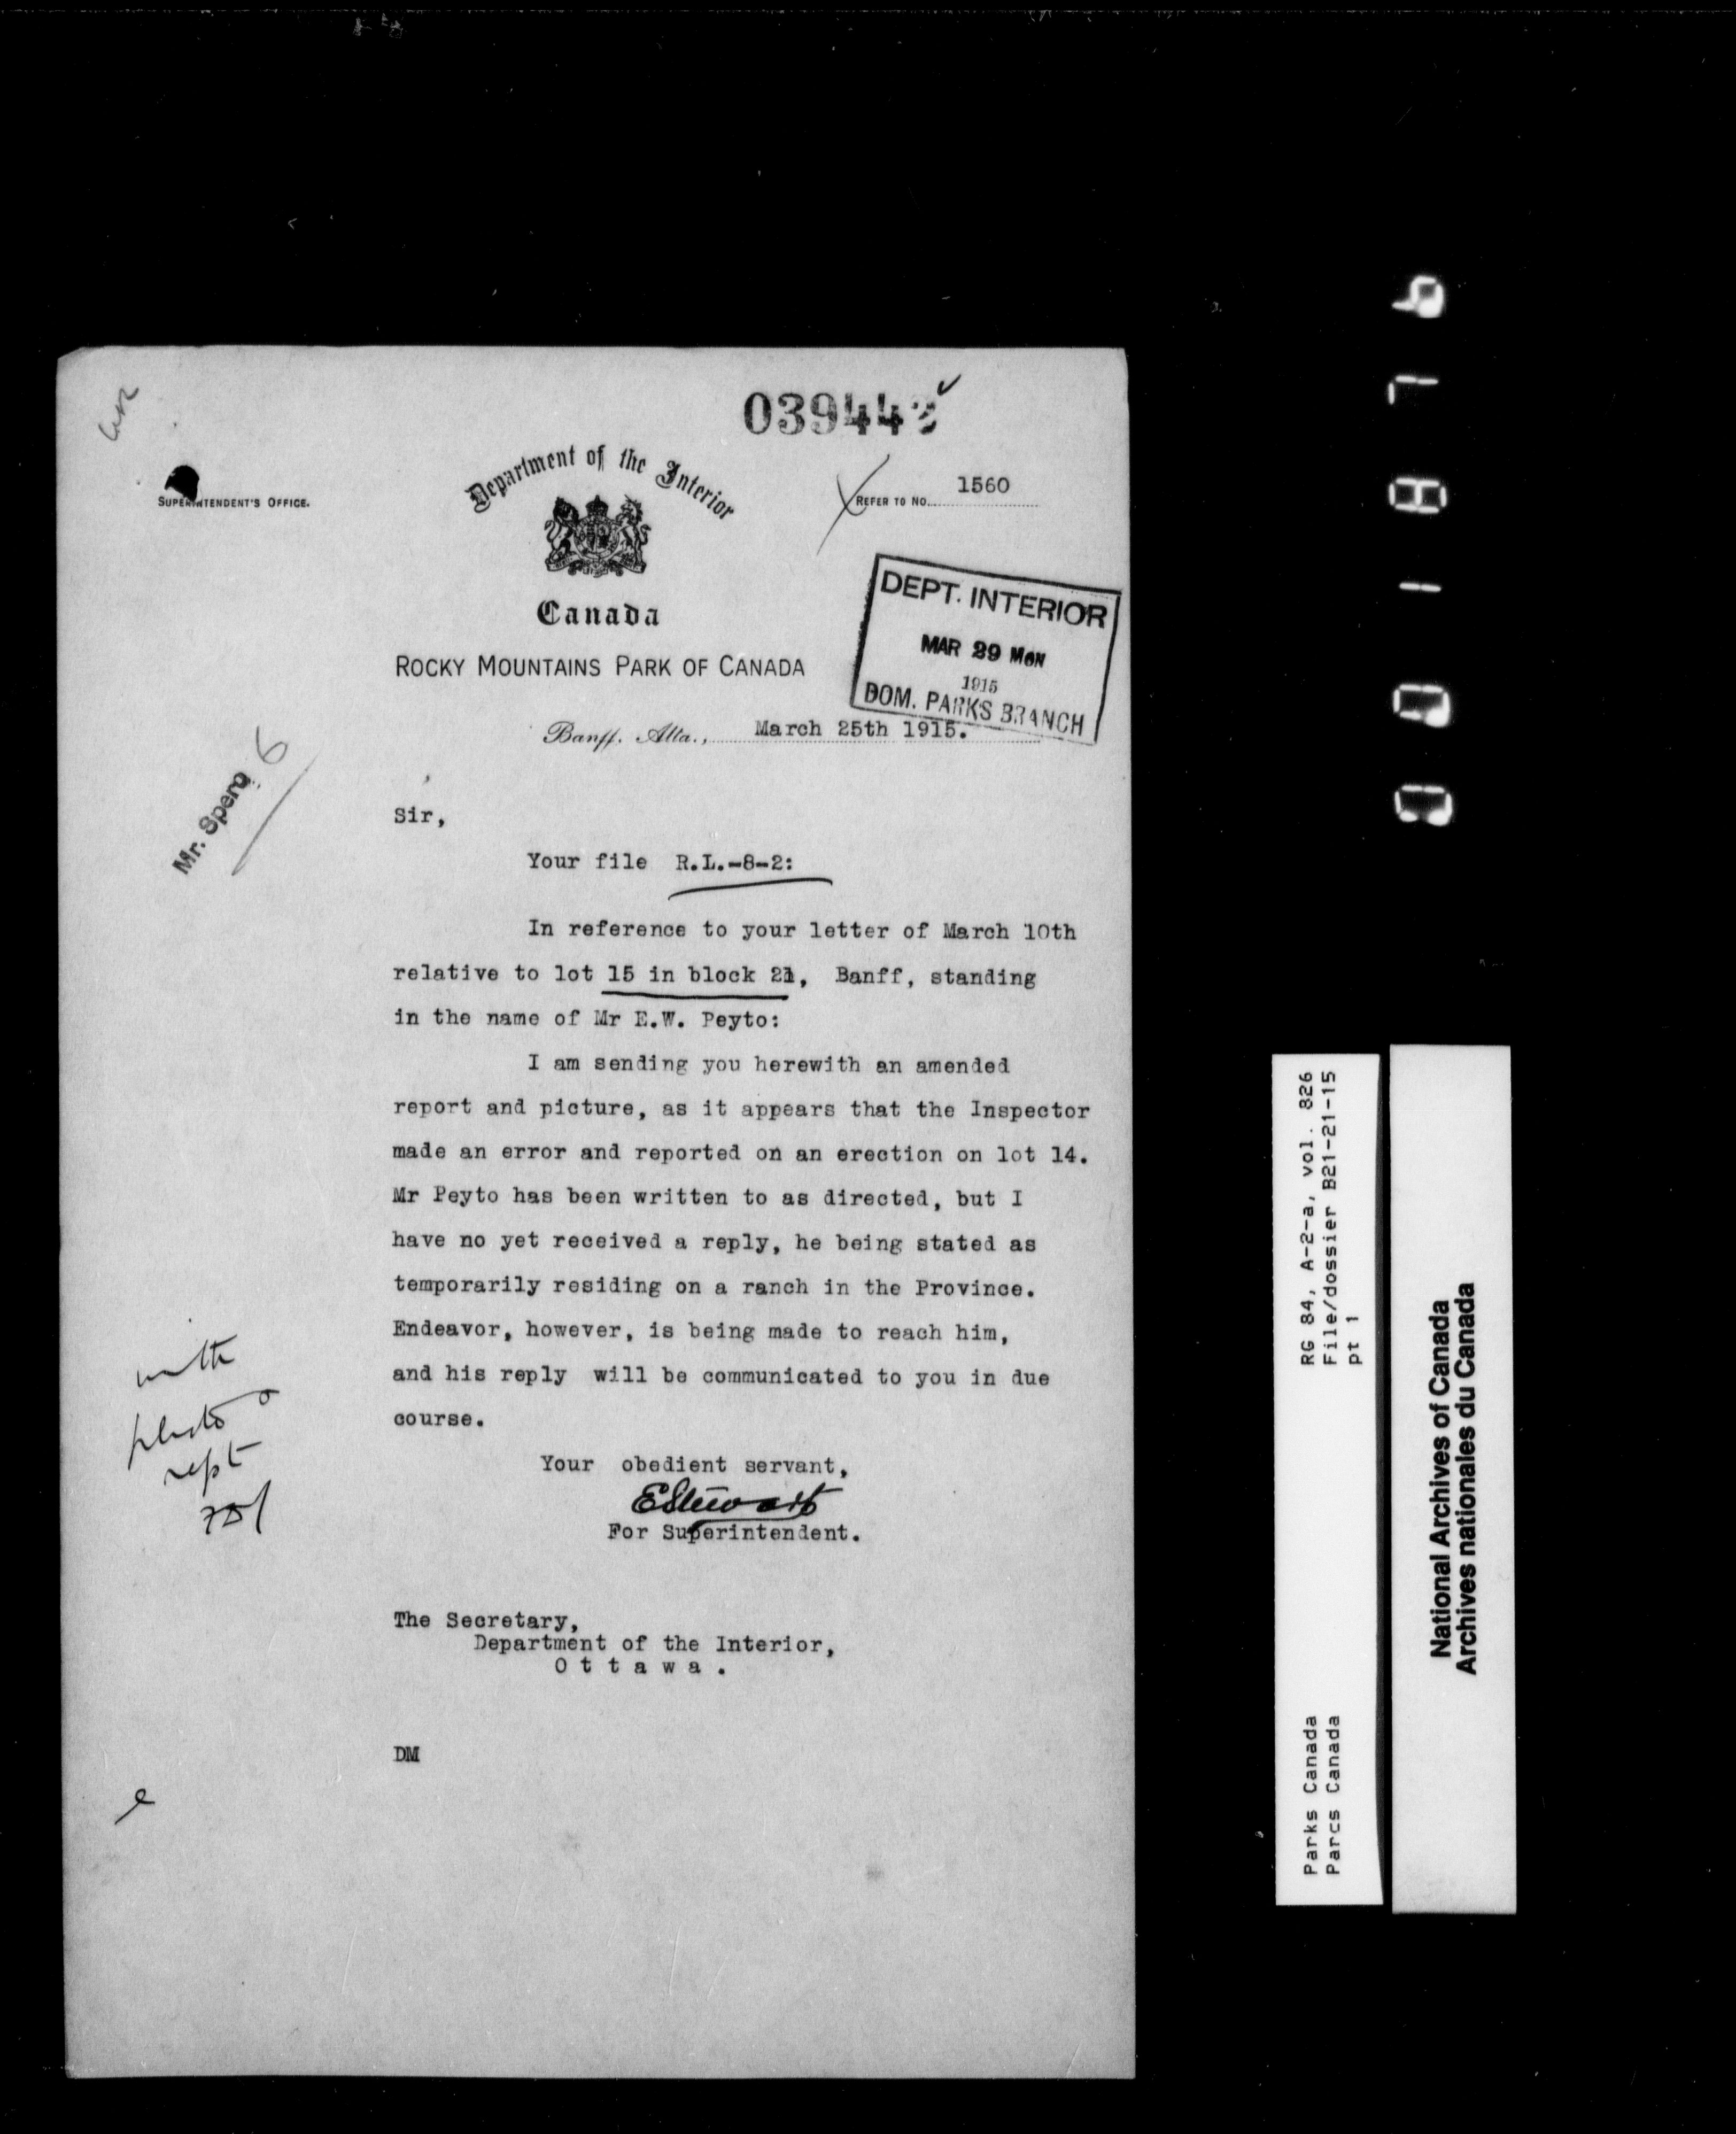 039442
SUPERINTENDENT'S OFFICE.
Department of the Interior
REFER TO NO. 1560
Canada
DEPT. INTERIOR
MAR 29 MON
1915
DOM. PARKS BRANCH
ROCKY MOUNTAINS PARK OF CANADA
Banff, Alta., March 25th 1915.
Mr. Spero 6
Sir,
Your file R.L.-8-2:
In reference to your letter of March 10th
relative to lot 15 in block 21, Banff, standing
in the name of Mr E.W. Peyto:
I am sending you herewith an amended
report and picture, as it appears that the Inspector
made an error and reported on an erection on lot 14.
Mr Peyto has been written to as directed, but I
have no yet received a reply, he being stated as
temporarily residing on a ranch in the Province.
Endeavor, however, is being made to reach him,
and his reply will be communicated to you in due
course.
with
photo
rept
Your obedient servant,
EStewart
For Superintendent.
The Secretary,
Department of the Interior,
Ottawa.
DM
RG 84, A-2-a, vol. 826
File/dossier B21-21-15
pt 1
Parks Canada
Parcs Canada
National Archives of Canada
Archives nationales du Canada